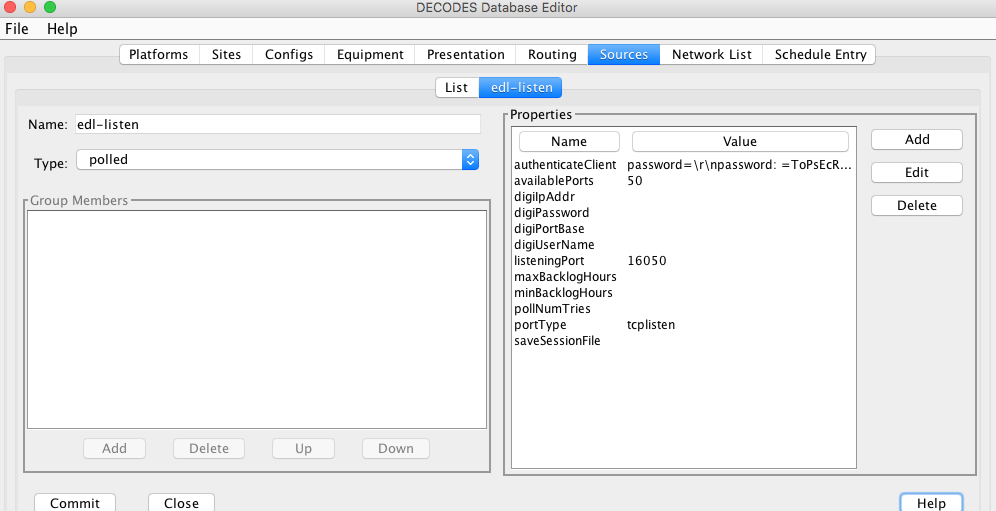 DECODES Database Editor
File Help
Platforms Sites Configs Equipment Presentation Routing Sources Network List Schedule Entry
List edl-listen
Name: edl-listen
Type: polled
Group Members
Add Delete Up Down
Properties
Name Value
authenticateClient password=\r\npassword: =ToPsEcR...
availablePorts 50
digiIpAddr
digiPassword
digiPortBase
digiUserName
listeningPort 16050
maxBacklogHours
minBacklogHours
pollNumTries
portType tcplisten
saveSessionFile
Add
Edit
Delete
Commit Close Help